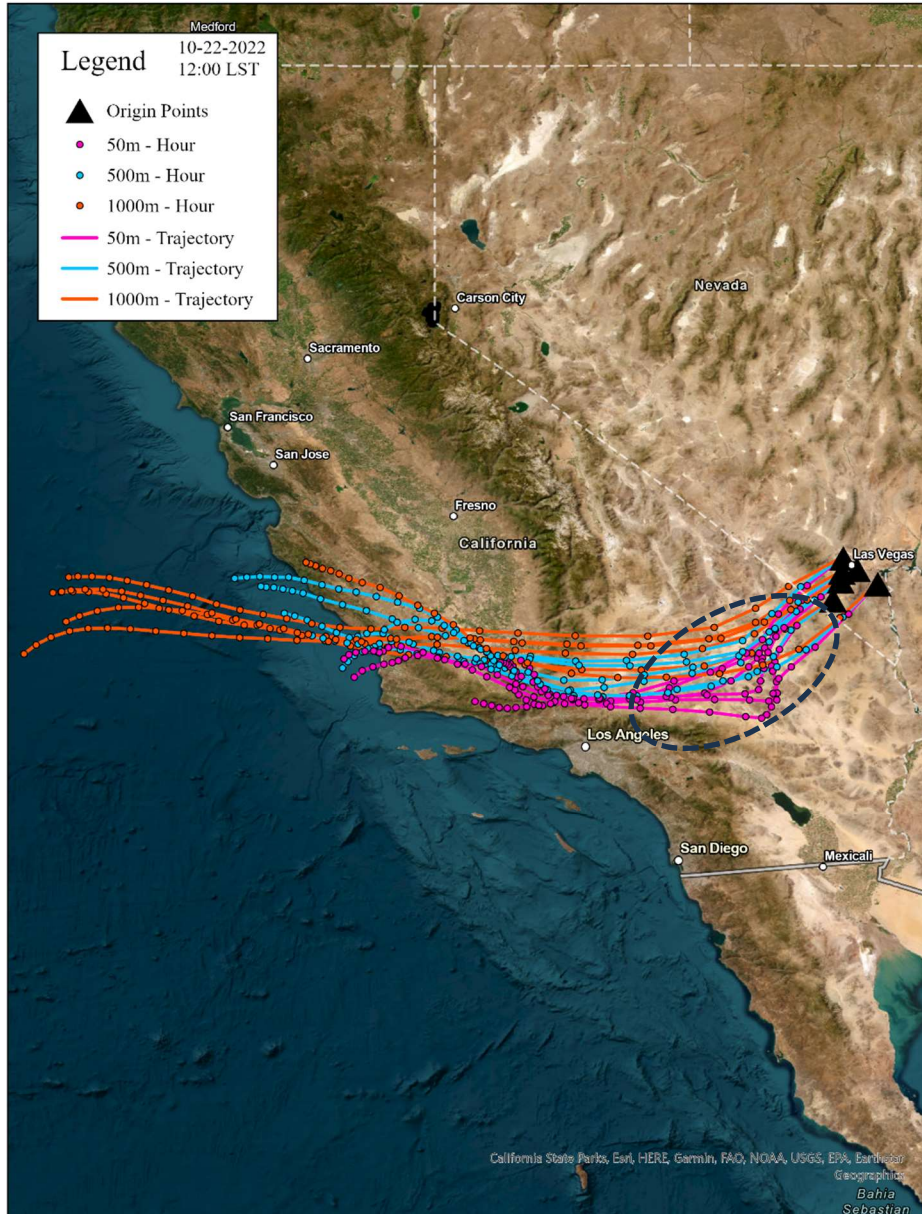 Medford
Legend
10-22-2022
12:00 LST
Origin Points
50m - Hour
500m - Hour
1000m - Hour
50m - Trajectory
500m - Trajectory
1000m - Trajectory
Nevada
Carson City
Sacramento
San Francisco
San Jose
Fresno
California
Las Vegas
Los Angeles
San Diego
Mexicali
California State Parks, Esri, HERE, Garmin, FAO, NOAA, USGS, EPA, Earthstar
Geographics
Bahia
Sebastian